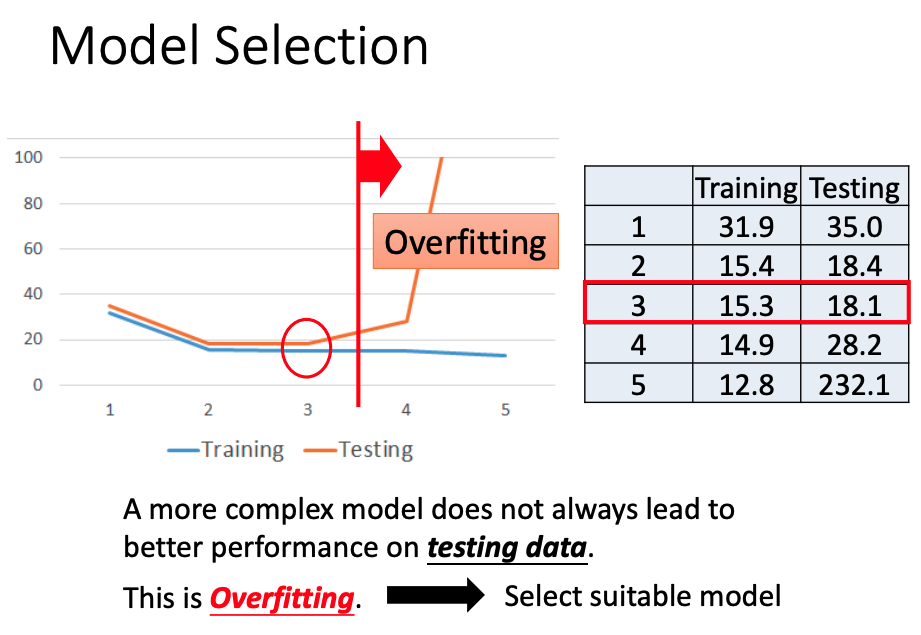 Model Selection
100
80
60
40
20
0
1 2 3 4 5
Training Testing
Overfitting
Training Testing
1 31.9 35.0
2 15.4 18.4
3 15.3 18.1
4 14.9 28.2
5 12.8 232.1
A more complex model does not always lead to
better performance on testing data.
This is Overfitting. Select suitable model